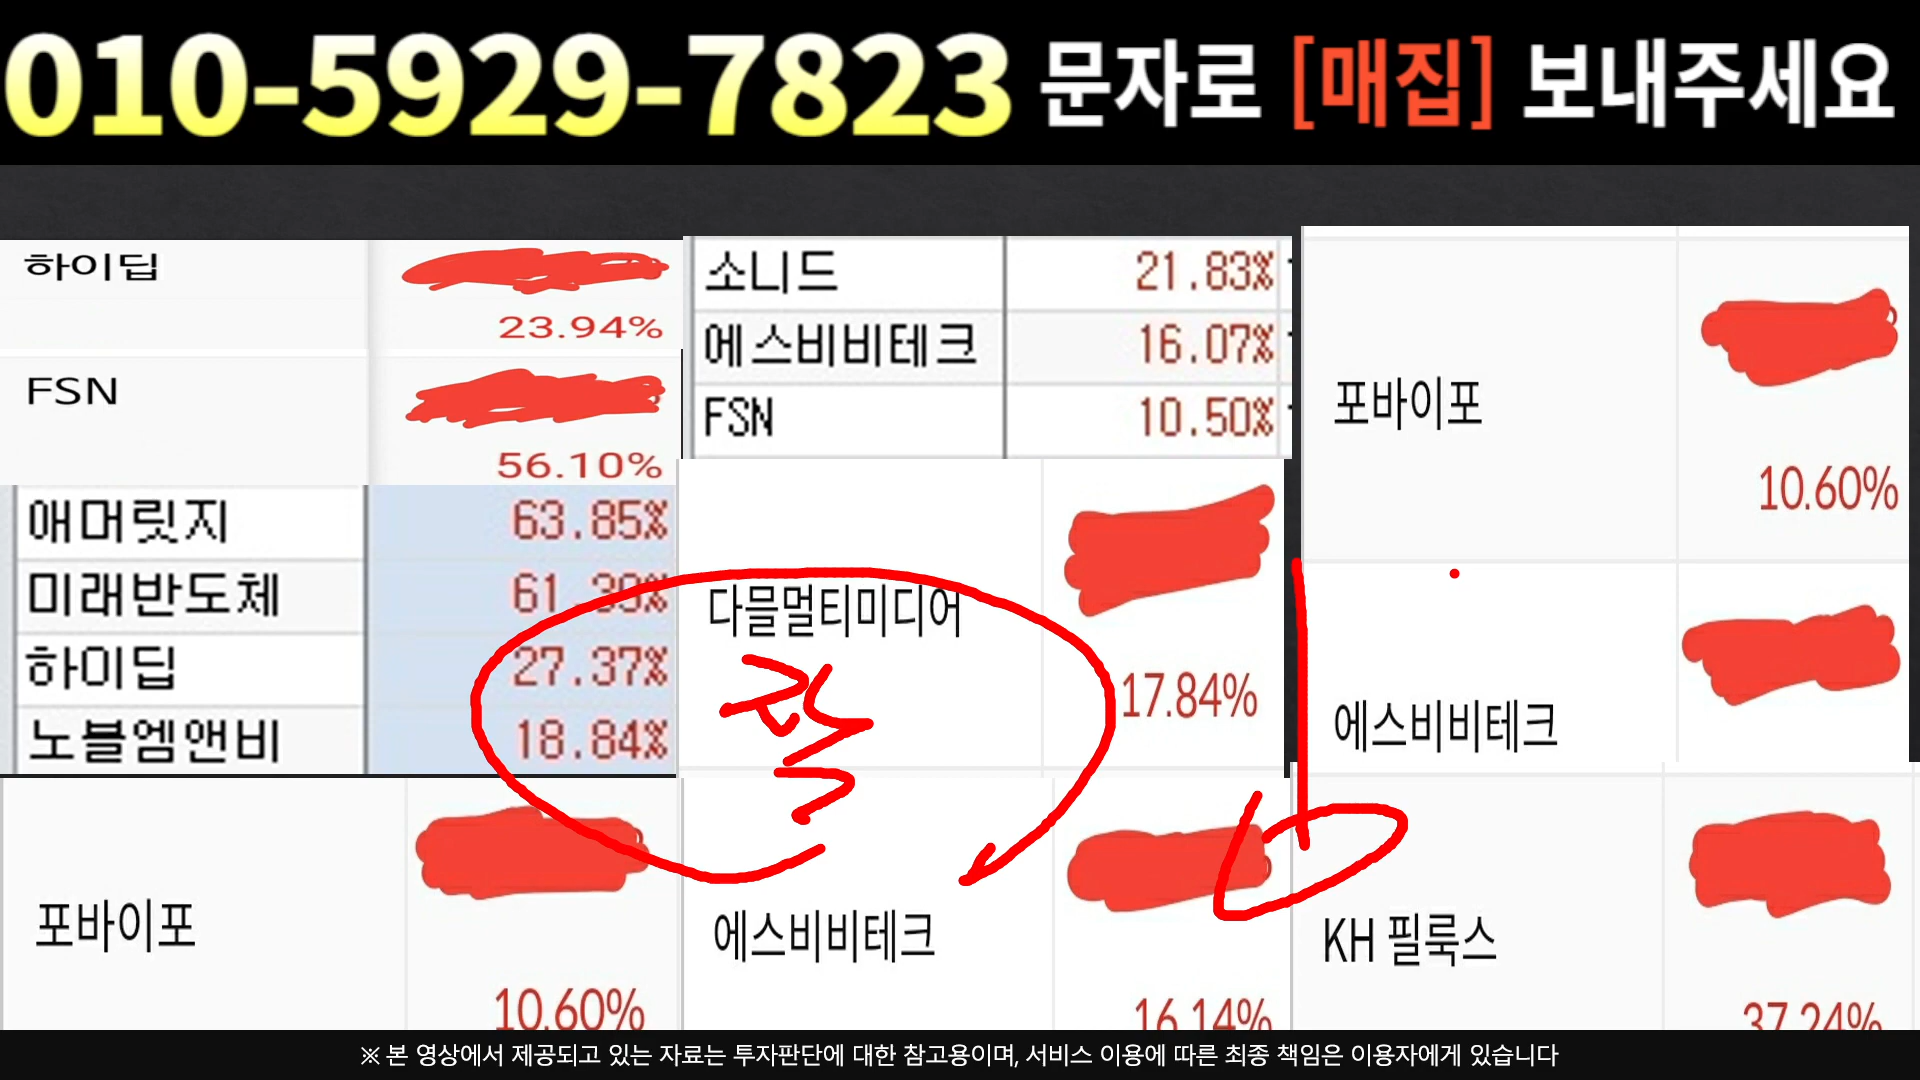 010-5929-7823 문자로 [매집] 보내주세요
하이딥
23.94%
FSN
56.10%
애머릿지 63.85%
미래반도체 61.39%
하이딥 27.37%
노블엠앤비 18.84%
소니드 21.83%
에스비비테크 16.07%
FSN 10.50%
다믈멀티미디어
17.84%
포바이포
10.60%
에스비비테크
포바이포
10.60%
에스비비테크
16.14%
KH 필룩스
37.24%
※ 본 영상에서 제공되고 있는 자료는 투자판단에 대한 참고용이며, 서비스 이용에 따른 최종 책임은 이용자에게 있습니다